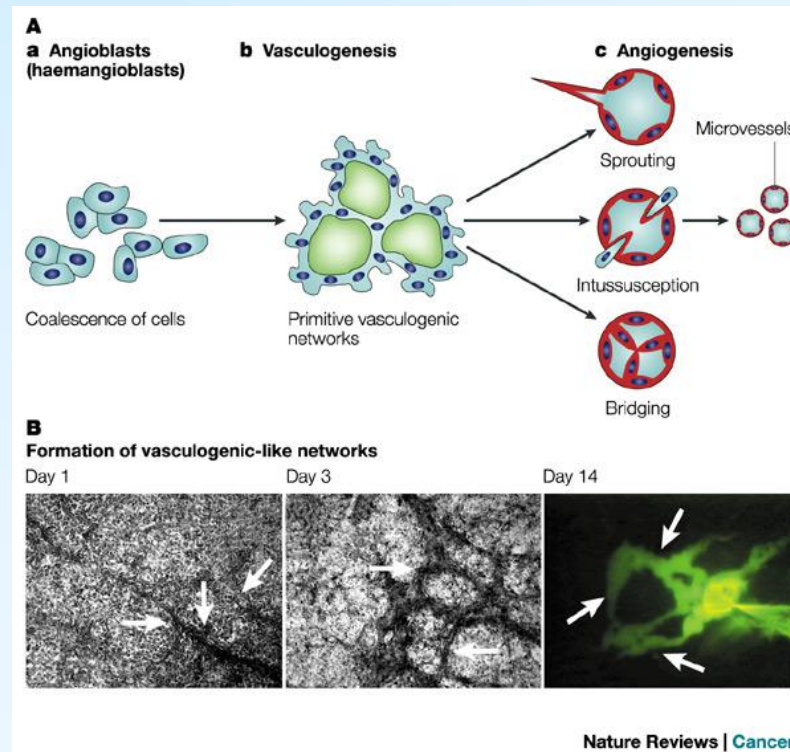 A
a Angioblasts
(haemangioblasts)
b Vasculogenesis
c Angiogenesis
Microvessels
Sprouting
Intussusception
Coalescence of cells
Primitive vasculogenic
networks
Bridging
B
Formation of vasculogenic-like networks
Day 1
Day 3
Day 14
Nature Reviews | Cancer